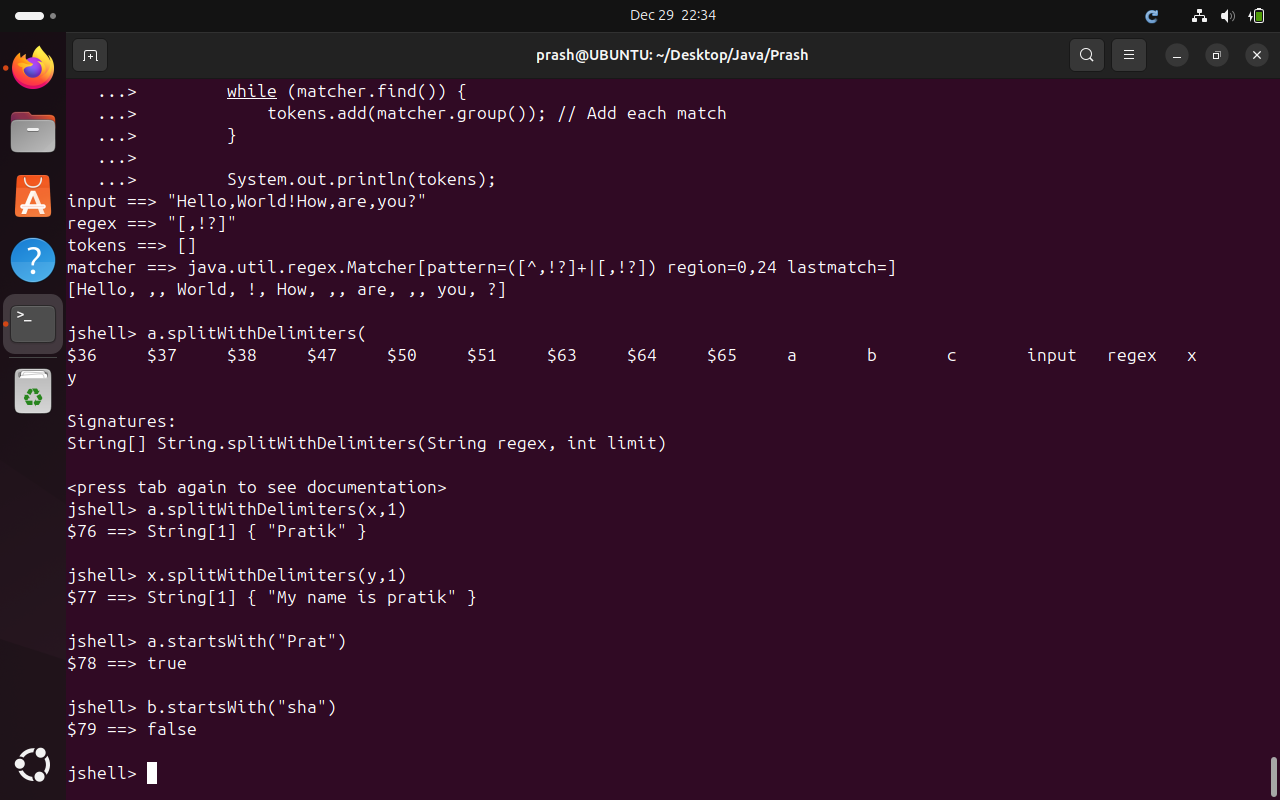 Dec 29 22:34
prash@UBUNTU: ~/Desktop/Java/Prash
...> while (matcher.find()) {
...> tokens.add(matcher.group()); // Add each match
...> }
...>
...> System.out.println(tokens);
input ==> "Hello,World!How,are,you?"
regex ==> "[,!?]"
tokens ==> []
matcher ==> java.util.regex.Matcher[pattern=([^,!?]+|[,!?]) region=0,24 lastmatch=]
[Hello, ,, World, !, How, ,, are, ,, you, ?]
jshell> a.splitWithDelimiters(
$36 $37 $38 $47 $50 $51 $63 $64 $65 a b c input regex x
y
Signatures:
String[] String.splitWithDelimiters(String regex, int limit)
<press tab again to see documentation>
jshell> a.splitWithDelimiters(x,1)
$76 ==> String[1] { "Pratik" }
jshell> x.splitWithDelimiters(y,1)
$77 ==> String[1] { "My name is pratik" }
jshell> a.startsWith("Prat")
$78 ==> true
jshell> b.startsWith("sha")
$79 ==> false
jshell>